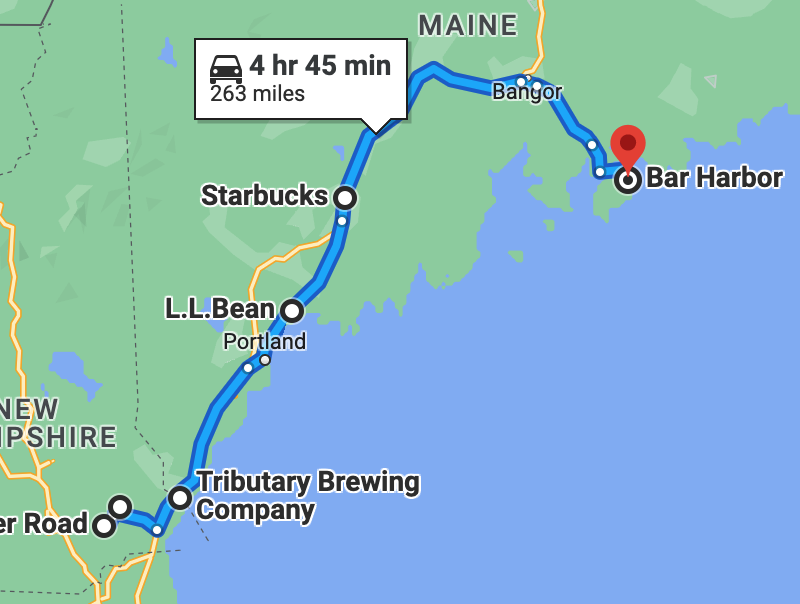 MAINE
4 hr 45 min
263 miles
Bangor
Bar Harbor
Starbucks
L.L.Bean
Portland
NEW
MPSHIRE
Tributary Brewing
Company
er Road